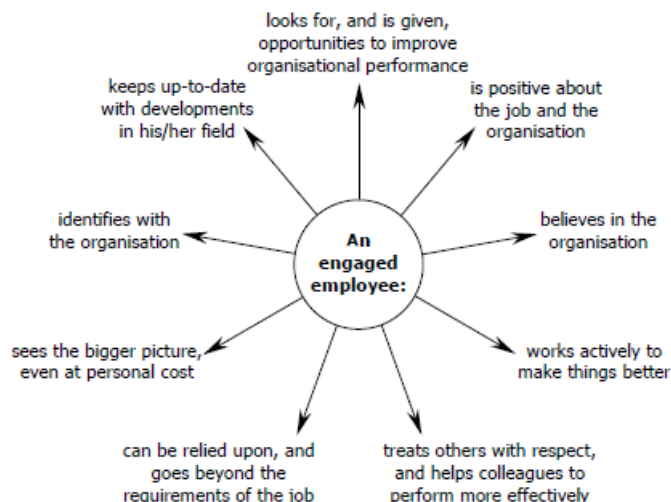 looks for, and is given,
opportunities to improve
organisational performance
is positive about
the job and the
organisation
believes in the
organisation
works actively to
make things better
treats others with respect,
and helps colleagues to
perform more effectively
can be relied upon, and
goes beyond the
requirements of the job
sees the bigger picture,
even at personal cost
identifies with
the organisation
keeps up-to-date
with developments
in his/her field
An
engaged
employee: